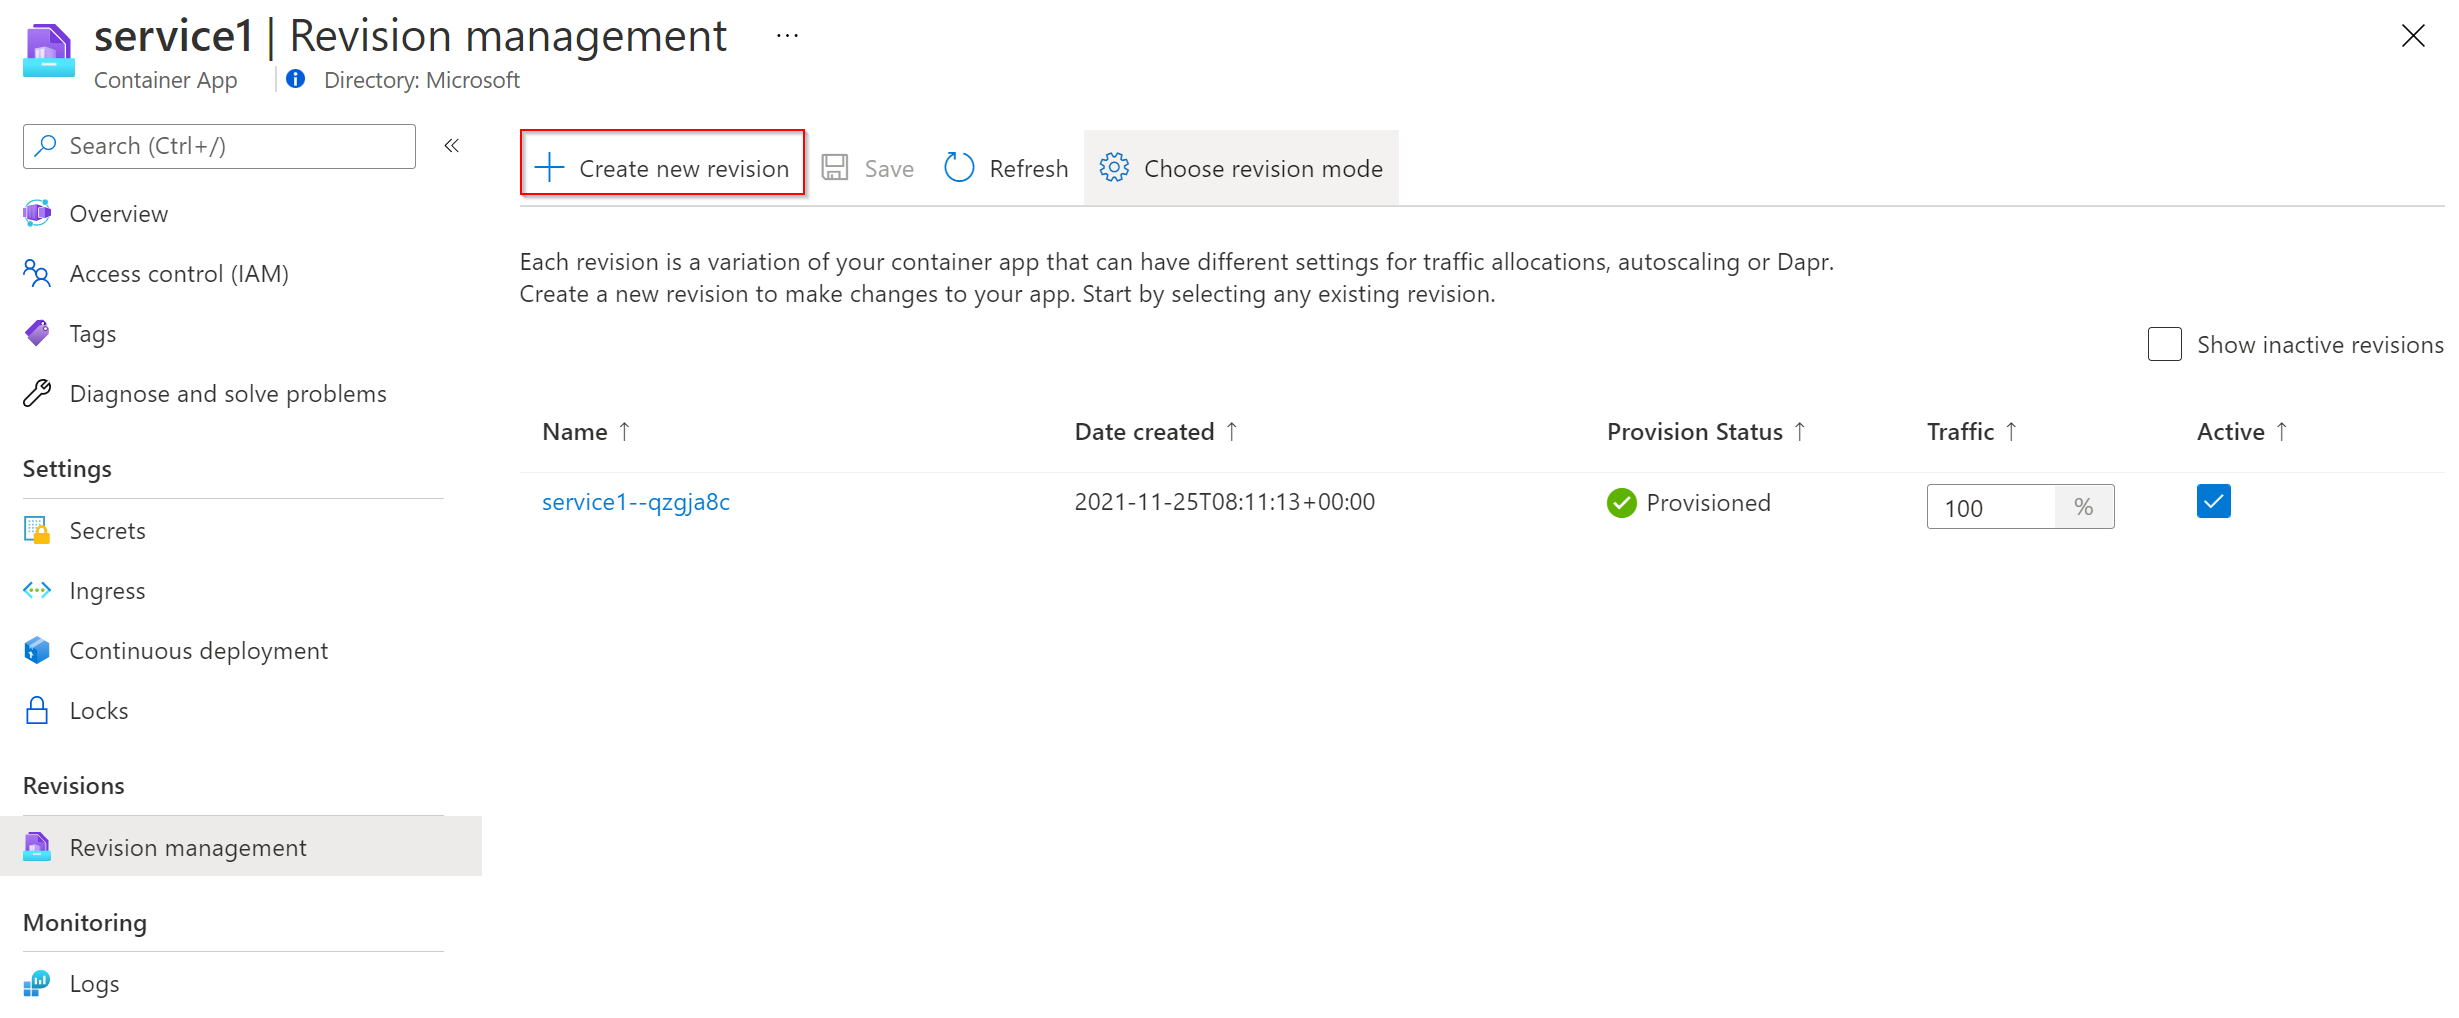 service1 | Revision management ...
Container App | Directory: Microsoft
Search (Ctrl+/)
«
Overview
Access control (IAM)
Tags
Diagnose and solve problems
Settings
Secrets
Ingress
Continuous deployment
Locks
Revisions
Revision management
Monitoring
Logs
Create new revision Save Refresh Choose revision mode
Each revision is a variation of your container app that can have different settings for traffic allocations, autoscaling or Dapr.
Create a new revision to make changes to your app. Start by selecting any existing revision.
Show inactive revisions
Name ↑ Date created ↑ Provision Status ↑ Traffic ↑ Active ↑
service1--qzgja8c 2021-11-25T08:11:13+00:00 Provisioned 100 %